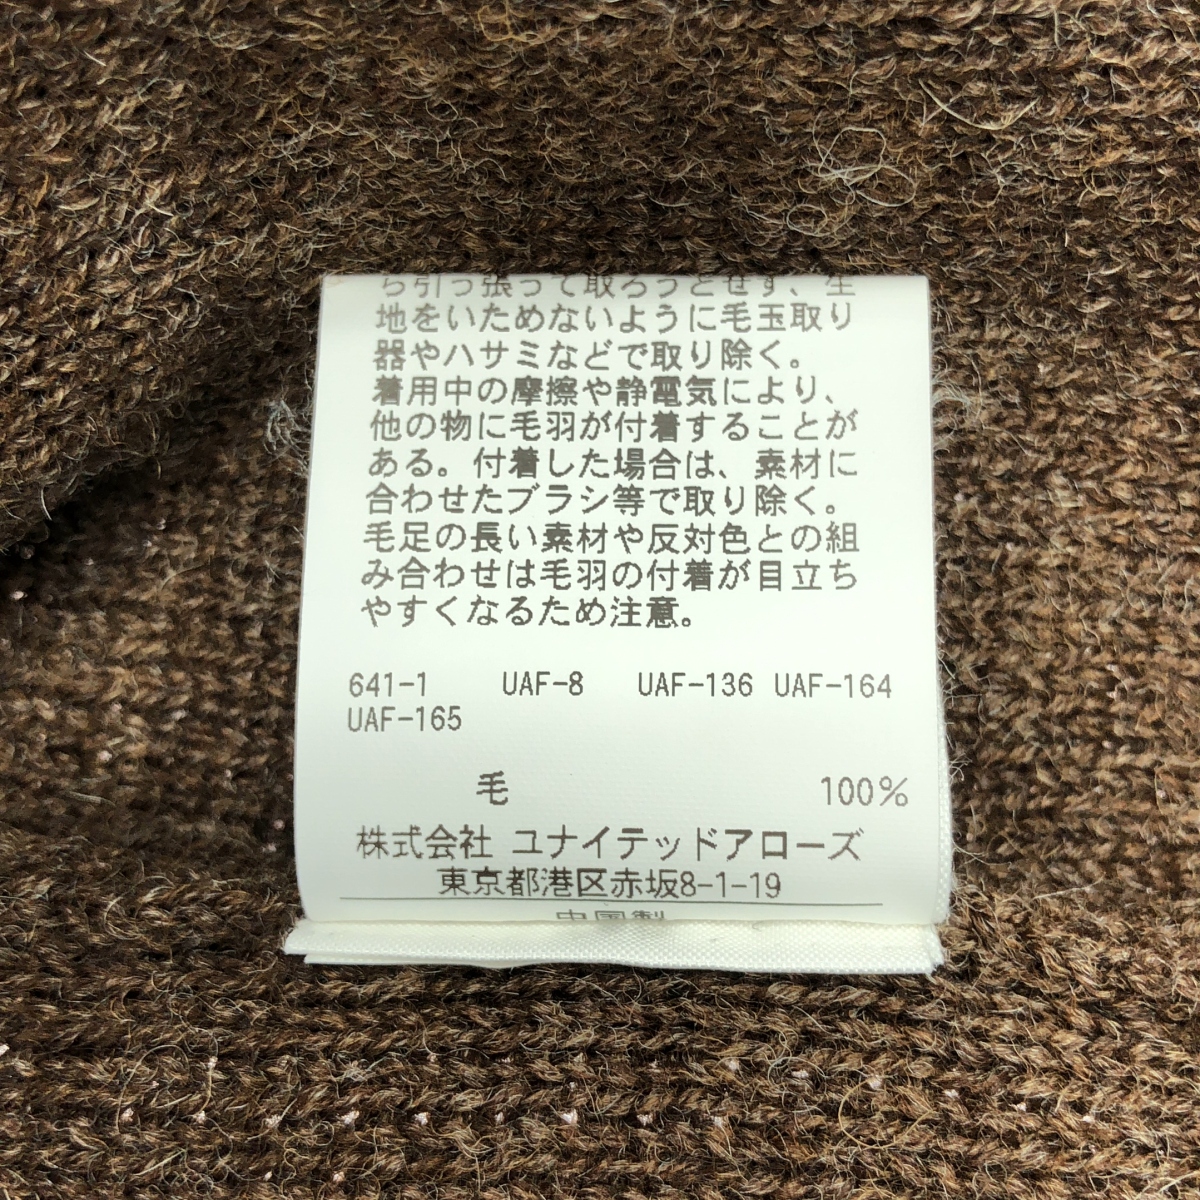 ら引っ張って取ろうとせず、生
地をいためないように毛玉取り
器やハサミなどで取り除く。
着用中の摩擦や静電気により、
他の物に毛羽が付着することが
ある。付着した場合は、素材に
合わせたブラシ等で取り除く。
毛足の長い素材や反対色との組
み合わせは毛羽の付着が目立ち
やすくなるため注意。
641-1 UAF-8 UAF-136 UAF-164
UAF-165
毛 100%
株式会社 ユナイテッドアローズ
東京都港区赤坂8-1-19
中国製